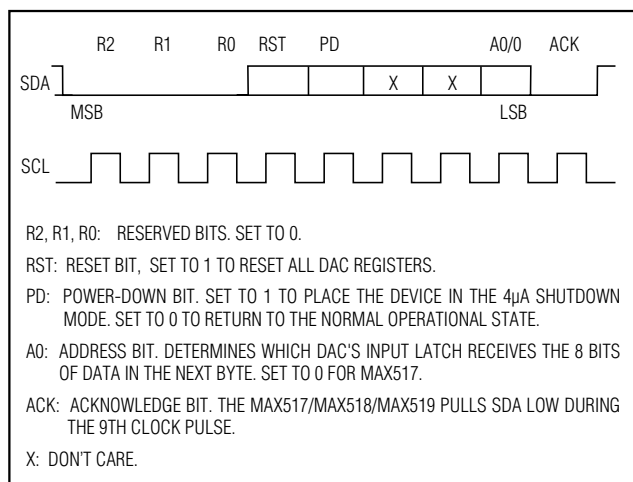 R2 R1 R0 RST PD A0/0 ACK
SDA X X
MSB LSB
SCL
R2, R1, R0: RESERVED BITS. SET TO 0.
RST: RESET BIT, SET TO 1 TO RESET ALL DAC REGISTERS.
PD: POWER-DOWN BIT. SET TO 1 TO PLACE THE DEVICE IN THE 4µA SHUTDOWN
MODE. SET TO 0 TO RETURN TO THE NORMAL OPERATIONAL STATE.
A0: ADDRESS BIT. DETERMINES WHICH DAC'S INPUT LATCH RECEIVES THE 8 BITS
OF DATA IN THE NEXT BYTE. SET TO 0 FOR MAX517.
ACK: ACKNOWLEDGE BIT. THE MAX517/MAX518/MAX519 PULLS SDA LOW DURING
THE 9TH CLOCK PULSE.
X: DON'T CARE.